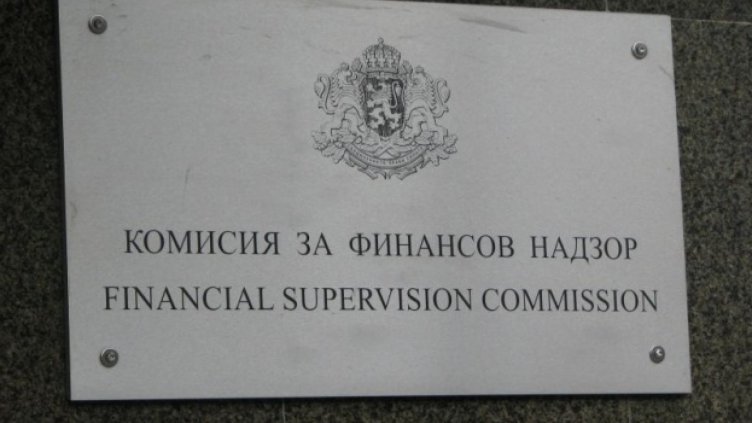 КОМИСИЯ ЗА ФИНАНСОВ НАДЗОР
FINANCIAL SUPERVISION COMMISSION